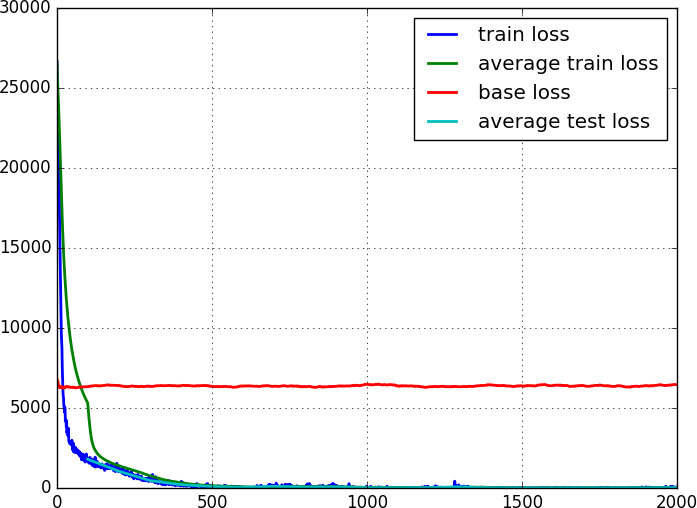 30000
25000
20000
15000
10000
5000
0
0 500 1000 1500 2000
train loss
average train loss
base loss
average test loss